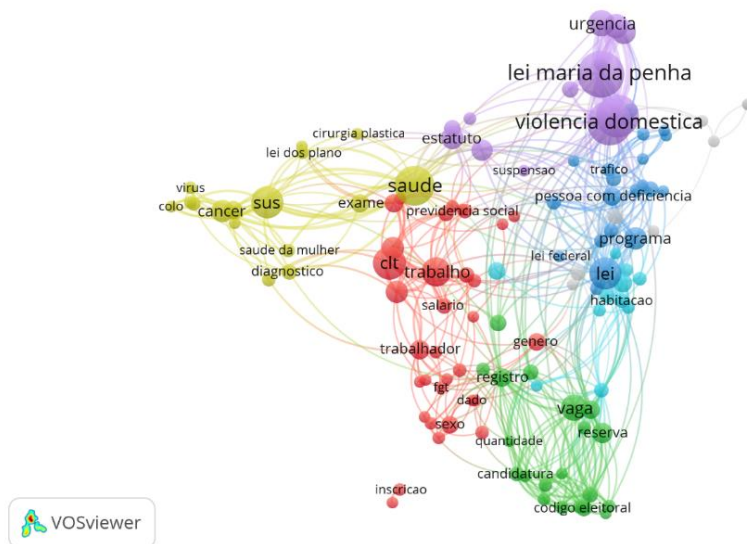 urgencia
lei maria da penha
violencia domestica
cirurgia plastica
estatuto
lei dos plano
suspensao
trafico
virus
saude
pessoa com deficiencia
colo
cancer
sus
exame
previdencia social
programa
saude da mulher
lei federal
clt
trabalho
lei
diagnostico
habitacao
salario
trabalhador
genero
registro
fgt
dado
vaga
sexo
reserva
quantidade
candidatura
inscricao
codigo eleitoral
VOSviewer